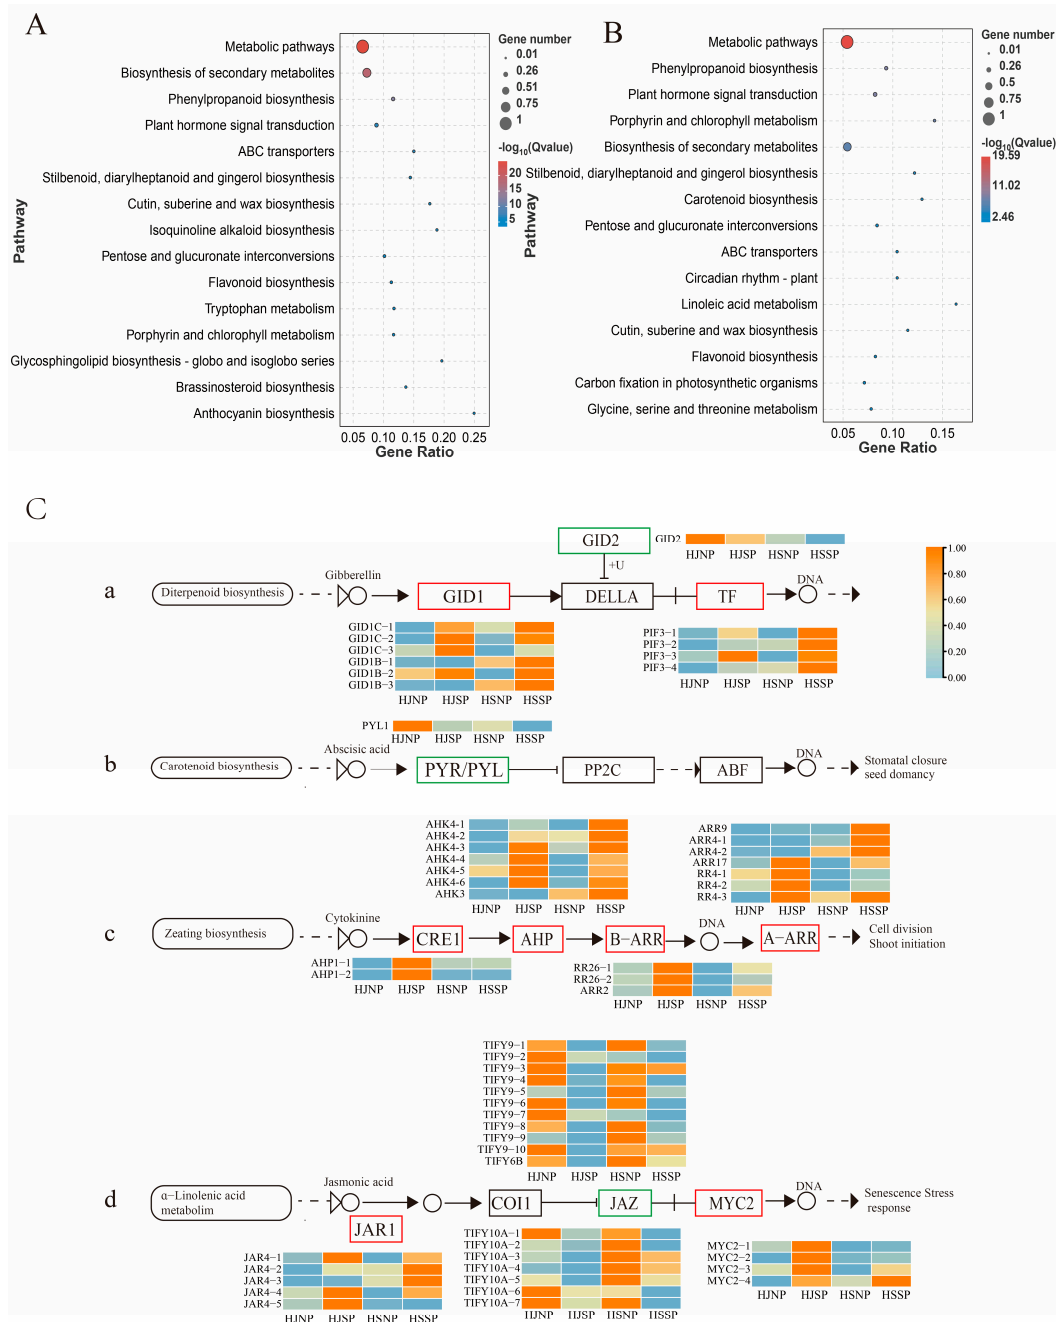 A
Metabolic pathways
Biosynthesis of secondary metabolites
Phenylpropanoid biosynthesis
Plant hormone signal transduction
ABC transporters
Stilbenoid, diarylheptanoid and gingerol biosynthesis
Cutin, suberine and wax biosynthesis
Isoquinoline alkaloid biosynthesis
Pentose and glucuronate interconversions
Flavonoid biosynthesis
Tryptophan metabolism
Porphyrin and chlorophyll metabolism
Glycosphingolipid biosynthesis - globo and isoglobo series
Brassinosteroid biosynthesis
Anthocyanin biosynthesis
Pathway
0.05 0.10 0.15 0.20 0.25
Gene Ratio
Gene number
0.01
0.26
0.51
0.75
1
-log10(Qvalue)
20
15
10
5
B
Metabolic pathways
Phenylpropanoid biosynthesis
Plant hormone signal transduction
Porphyrin and chlorophyll metabolism
Biosynthesis of secondary metabolites
Stilbenoid, diarylheptanoid and gingerol biosynthesis
Carotenoid biosynthesis
Pentose and glucuronate interconversions
ABC transporters
Circadian rhythm - plant
Linoleic acid metabolism
Cutin, suberine and wax biosynthesis
Flavonoid biosynthesis
Carbon fixation in photosynthetic organisms
Glycine, serine and threonine metabolism
Pathway
0.05 0.10 0.15
Gene Ratio
Gene number
0.01
0.26
0.5
0.75
1
-log10(Qvalue)
19.59
11.02
2.46
C
GID2
GID2
HJNP HJSP HSNP HSSP
+U
1.00
0.80
0.60
0.40
0.20
0.00
a
Diterpenoid biosynthesis
Gibberellin
GID1
DELLA
TF
DNA
GID1C-1
GID1C-2
GID1C-3
GID1B-1
GID1B-2
GID1B-3
HJNP HJSP HSNP HSSP
PIF3-1
PIF3-2
PIF3-3
PIF3-4
HJNP HJSP HSNP HSSP
PYL1
HJNP HJSP HSNP HSSP
b
Carotenoid biosynthesis
Abscisic acid
PYR/PYL
PP2C
ABF
DNA
Stomatal closure
seed domancy
AHK4-1
AHK4-2
AHK4-3
AHK4-4
AHK4-5
AHK4-6
AHK3
HJNP HJSP HSNP HSSP
ARR9
ARR4-1
ARR4-2
ARR17
RR4-1
RR4-2
RR4-3
HJNP HJSP HSNP HSSP
c
Zeating biosynthesis
Cytokinine
CRE1
AHP
B-ARR
DNA
A-ARR
Cell division
Shoot initiation
AHP1-1
AHP1-2
HJNP HJSP HSNP HSSP
RR26-1
RR26-2
ARR2
HJNP HJSP HSNP HSSP
TIFY9-1
TIFY9-2
TIFY9-3
TIFY9-4
TIFY9-5
TIFY9-6
TIFY9-7
TIFY9-8
TIFY9-9
TIFY9-10
TIFY6B
HJNP HJSP HSNP HSSP
d
α-Linolenic acid
metabolim
Jasmonic acid
JAR1
COI1
JAZ
MYC2
DNA
Senescence Stress
response
JAR4-1
JAR4-2
JAR4-3
JAR4-4
JAR4-5
HJNP HJSP HSNP HSSP
TIFY10A-1
TIFY10A-2
TIFY10A-3
TIFY10A-4
TIFY10A-5
TIFY10A-6
TIFY10A-7
HJNP HJSP HSNP HSSP
MYC2-1
MYC2-2
MYC2-3
MYC2-4
HJNP HJSP HSNP HSSP